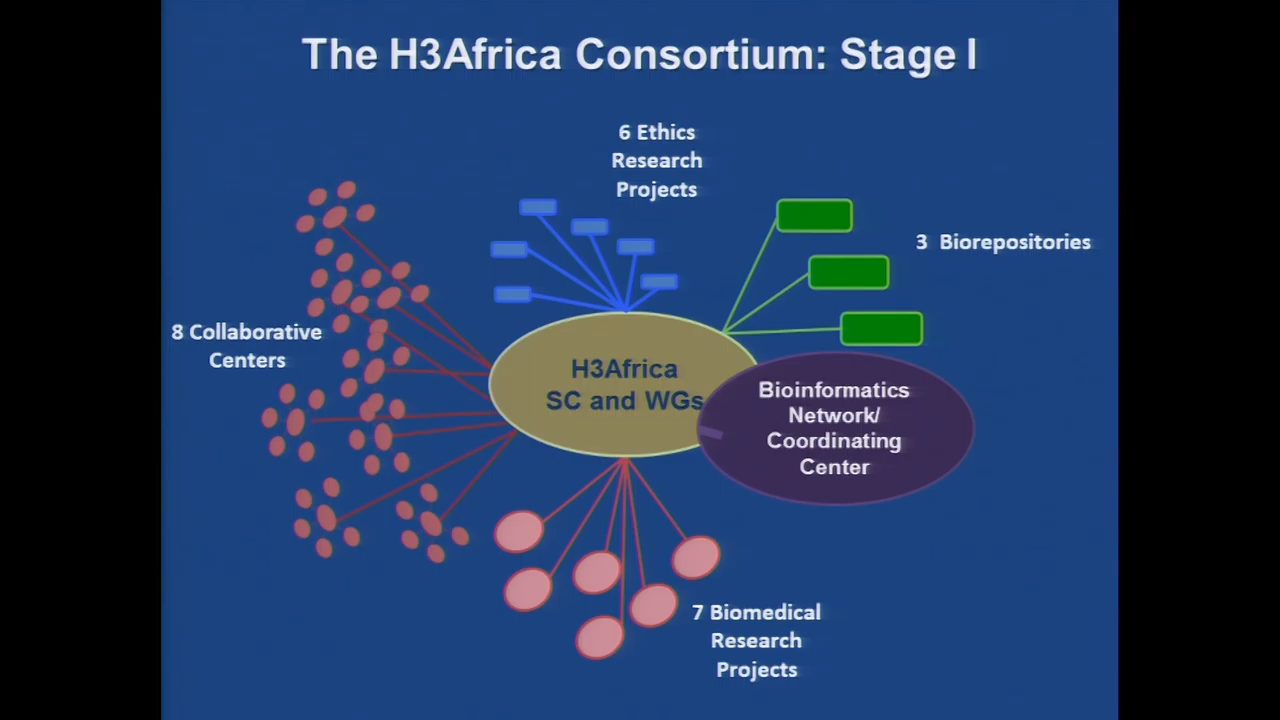 The H3Africa Consortium: Stage I
6 Ethics
Research
Projects
3 Biorepositories
8 Collaborative
Centers
H3Africa
SC and WGs
Bioinformatics
Network/
Coordinating
Center
7 Biomedical
Research
Projects